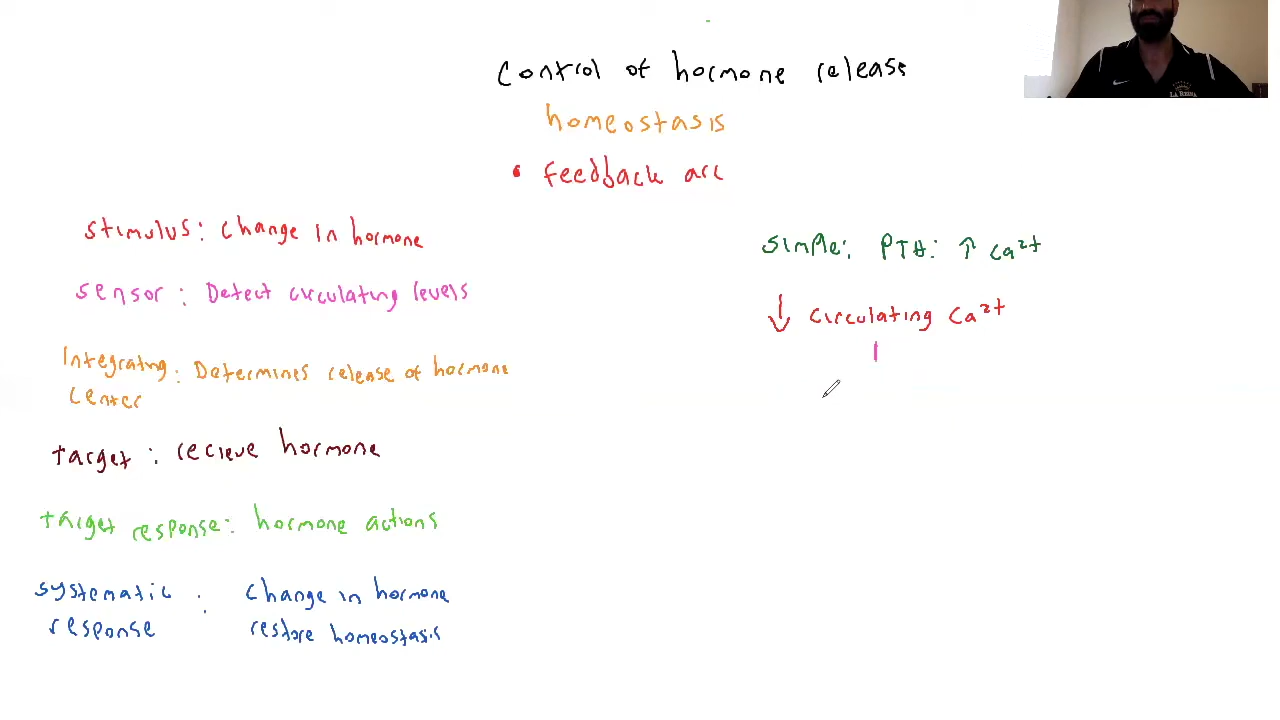 Control of hormone release
homeostasis
• feedback arc
stimulus: change in hormone
sensor: Detect circulating levels
Integrating: Determines release of hormone
center
target: recieve hormone
target response: hormone actions
systematic : change in hormone
response restore homeostasis
simple: PTH: ↑ Ca²⁺
↓ circulating Ca²⁺
LA REINA